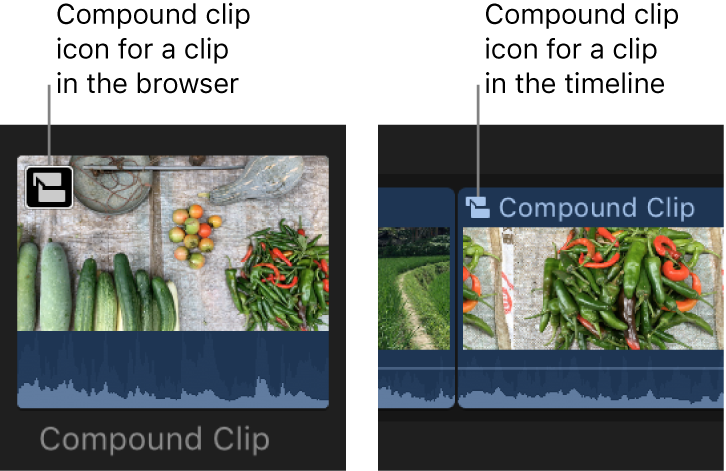 Compound clip
icon for a clip
in the browser
Compound clip
icon for a clip
in the timeline
Compound Clip
Compound Clip